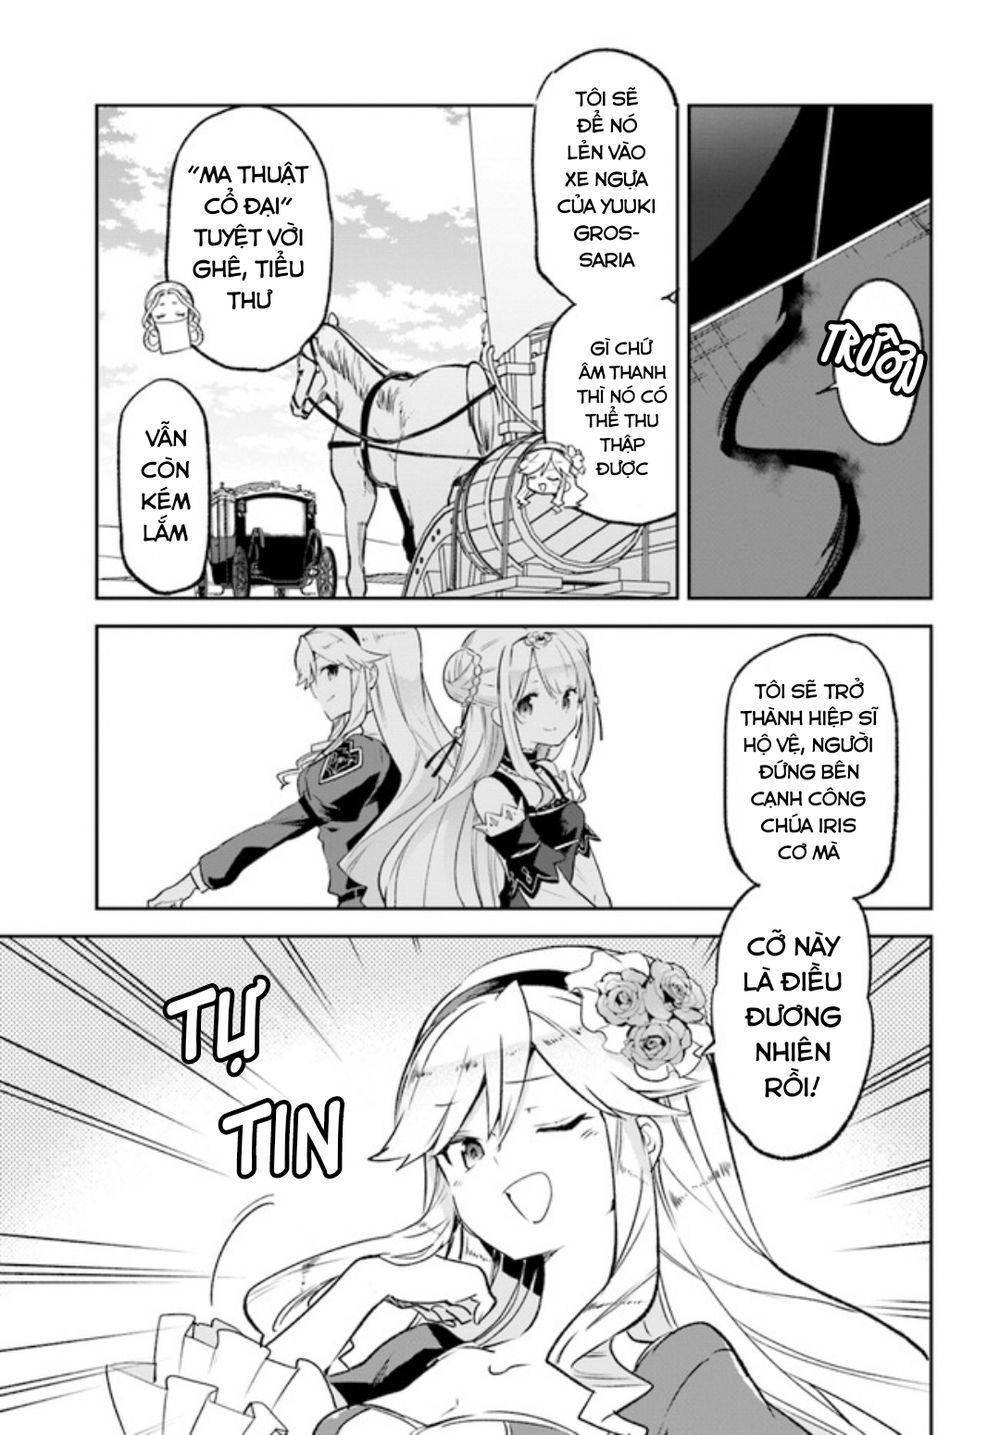 TRƯỜN
TÔI SẼ
ĐỂ NÓ
LẺN VÀO
XE NGỰA
CỦA YUUKI
GROS-
SARIA
GÌ CHỨ
ÂM THANH
THÌ NÓ CÓ
THỂ THU
THẬP
ĐƯỢC
“MA THUẬT
CỔ ĐẠI”
TUYỆT VỜI
GHÊ, TIỂU
THƯ
VẪN
CÒN
KÉM
LẮM
TÔI SẼ TRỞ
THÀNH HIỆP SĨ
HỘ VỆ, NGƯỜI
ĐỨNG BÊN
CẠNH CÔNG
CHÚA IRIS
CƠ MÀ
CỠ NÀY
LÀ ĐIỀU
ĐƯƠNG
NHIÊN
RỒI!
TỰ
TIN